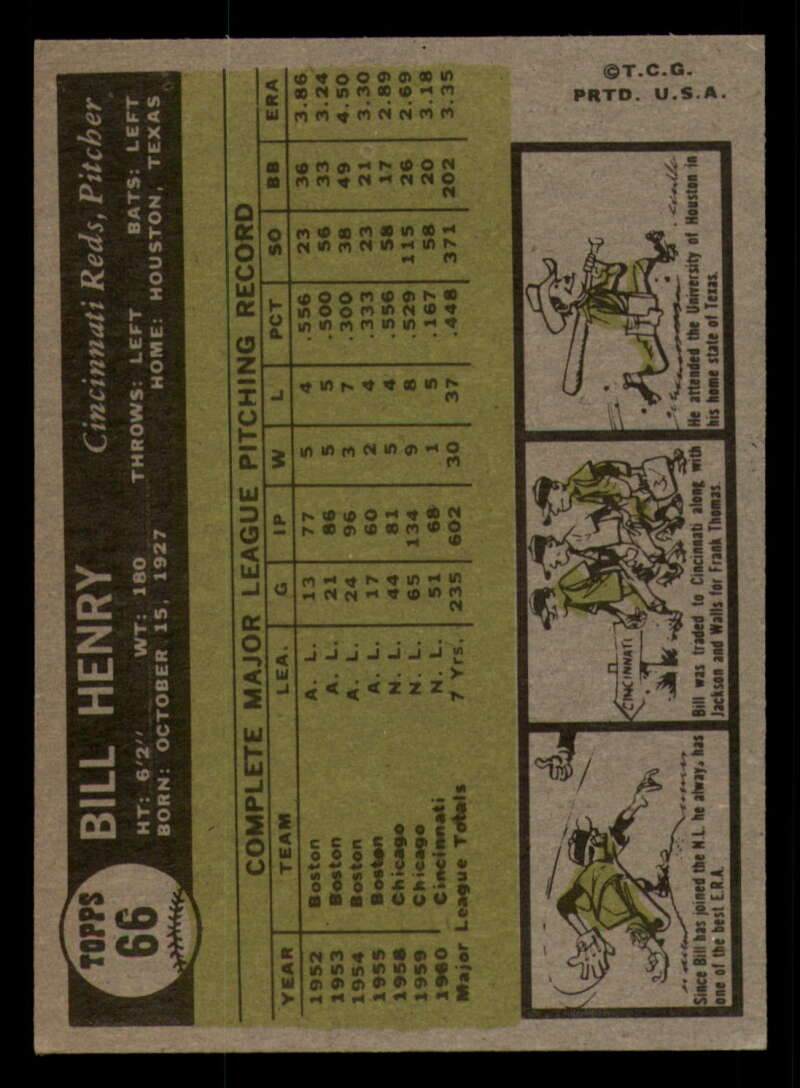 TOPPS
66
BILL HENRY Cincinnati Reds, Pitcher
HT: 6'2" WT: 180 THROWS: LEFT BATS: LEFT
BORN: OCTOBER 15, 1927 HOME: HOUSTON, TEXAS
COMPLETE MAJOR LEAGUE PITCHING RECORD
YEAR TEAM LEA. G IP W L PCT SO BB ERA
1952 Boston A. L. 13 77 5 4 .556 23 36 3.86
1953 Boston A. L. 21 86 5 5 .500 56 33 3.24
1954 Boston A. L. 24 96 3 7 .300 38 49 4.50
1955 Boston A. L. 17 60 2 4 .333 23 21 3.30
1958 Chicago N. L. 44 81 5 4 .556 58 17 2.89
1959 Chicago N. L. 65 134 9 8 .529 115 26 2.69
1960 Cincinnati N. L. 51 68 1 5 .167 58 20 3.18
Major League Totals 7 Yrs. 235 602 30 37 .448 371 202 3.35
Since Bill has joined the N.L. he always has
one of the best E.R.A.
CINCINNATI
Bill was traded to Cincinnati along with
Jackson and Walls for Frank Thomas.
He attended the University of Houston in
his home state of Texas.
©T.C.G.
PRTD. U.S.A.